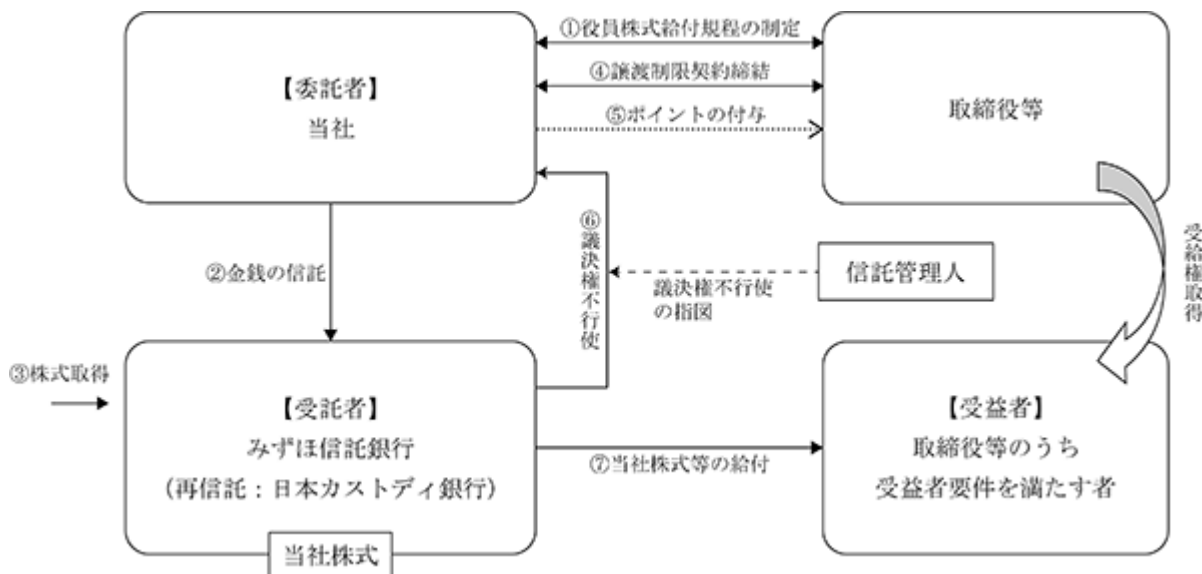 ①役員株式給付規程の制定
【委託者】
当社
④譲渡制限契約締結
⑤ポイントの付与
取締役等
②金銭の信託
⑥議決権不行使
議決権不行使
の指図
信託管理人
受給権取得
③株式取得
【受託者】
みずほ信託銀行
(再信託:日本カストディ銀行)
当社株式
⑦当社株式等の給付
【受益者】
取締役等のうち
受益者要件を満たす者